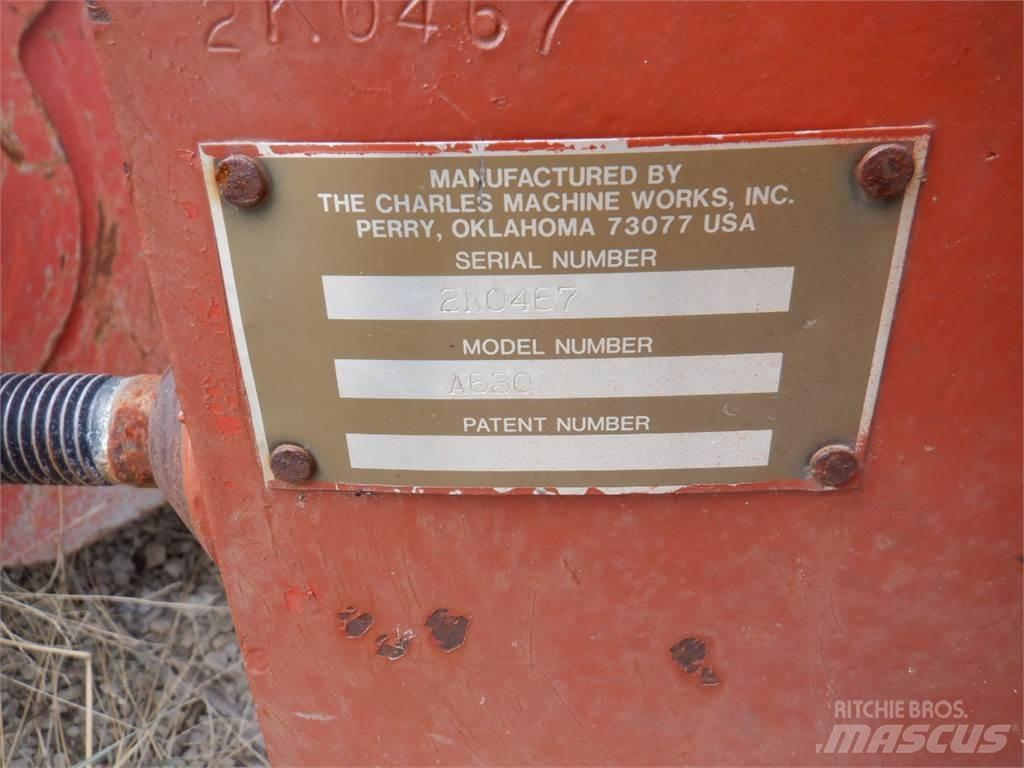 2K0467
MANUFACTURED BY
THE CHARLES MACHINE WORKS, INC.
PERRY, OKLAHOMA 73077 USA
SERIAL NUMBER
2K0467
MODEL NUMBER
A630
PATENT NUMBER
RITCHIE BROS.
MASCUS